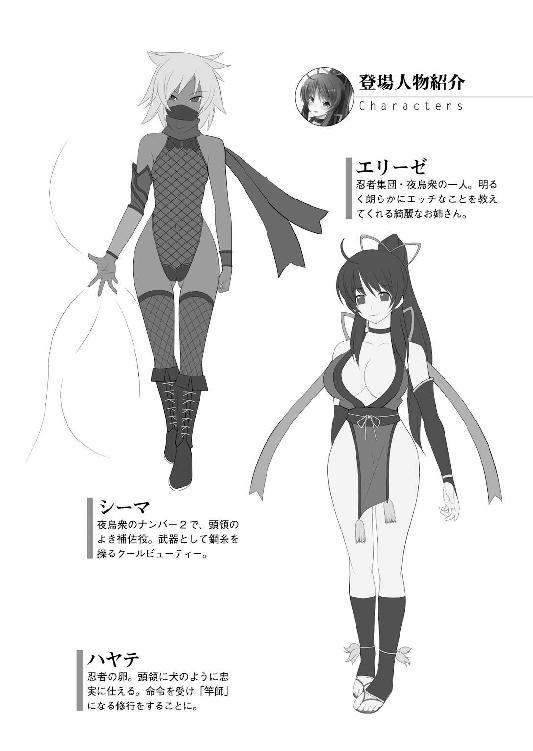 登場人物紹介
Characters
エリーゼ
忍者集団・夜鳥衆の一人。明る
く朗らかにエッチなことを教え
てくれる綺麗なお姉さん。
シーマ
夜鳥衆のナンバー2で、頭領の
よき補佐役。武器として鋼糸を
操るクールビューティー。
ハヤテ
忍者の卵。頭領に犬のように忠
実に仕える。命令を受け「竿師」
になる修行をすることに。